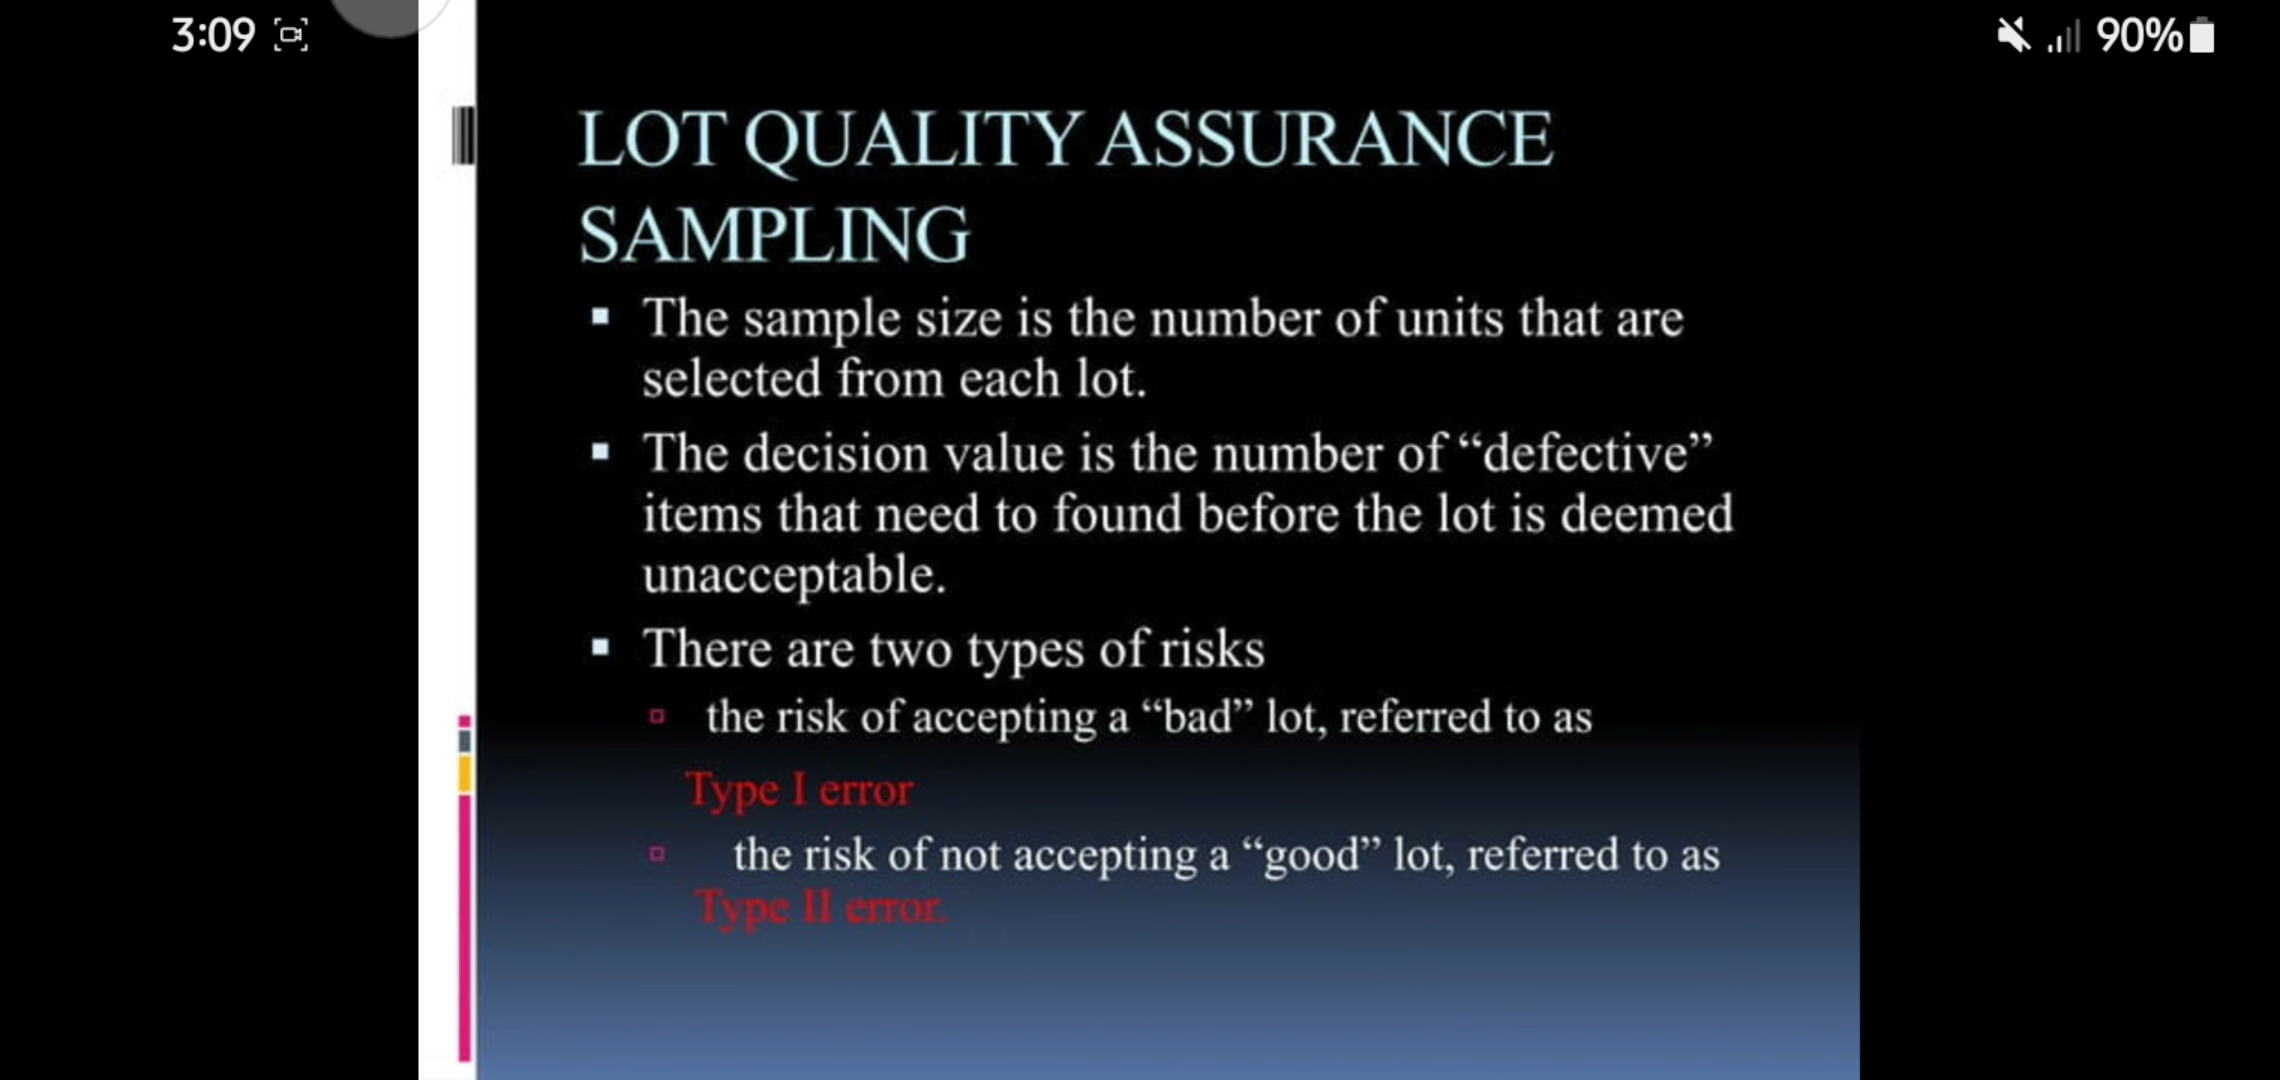 3:09
90%
LOT QUALITY ASSURANCE
SAMPLING
The sample size is the number of units that are
selected from each lot.
The decision value is the number of “defective”
items that need to found before the lot is deemed
unacceptable.
There are two types of risks
the risk of accepting a “bad” lot, referred to as
Type I error
the risk of not accepting a “good” lot, referred to as
Type II error.